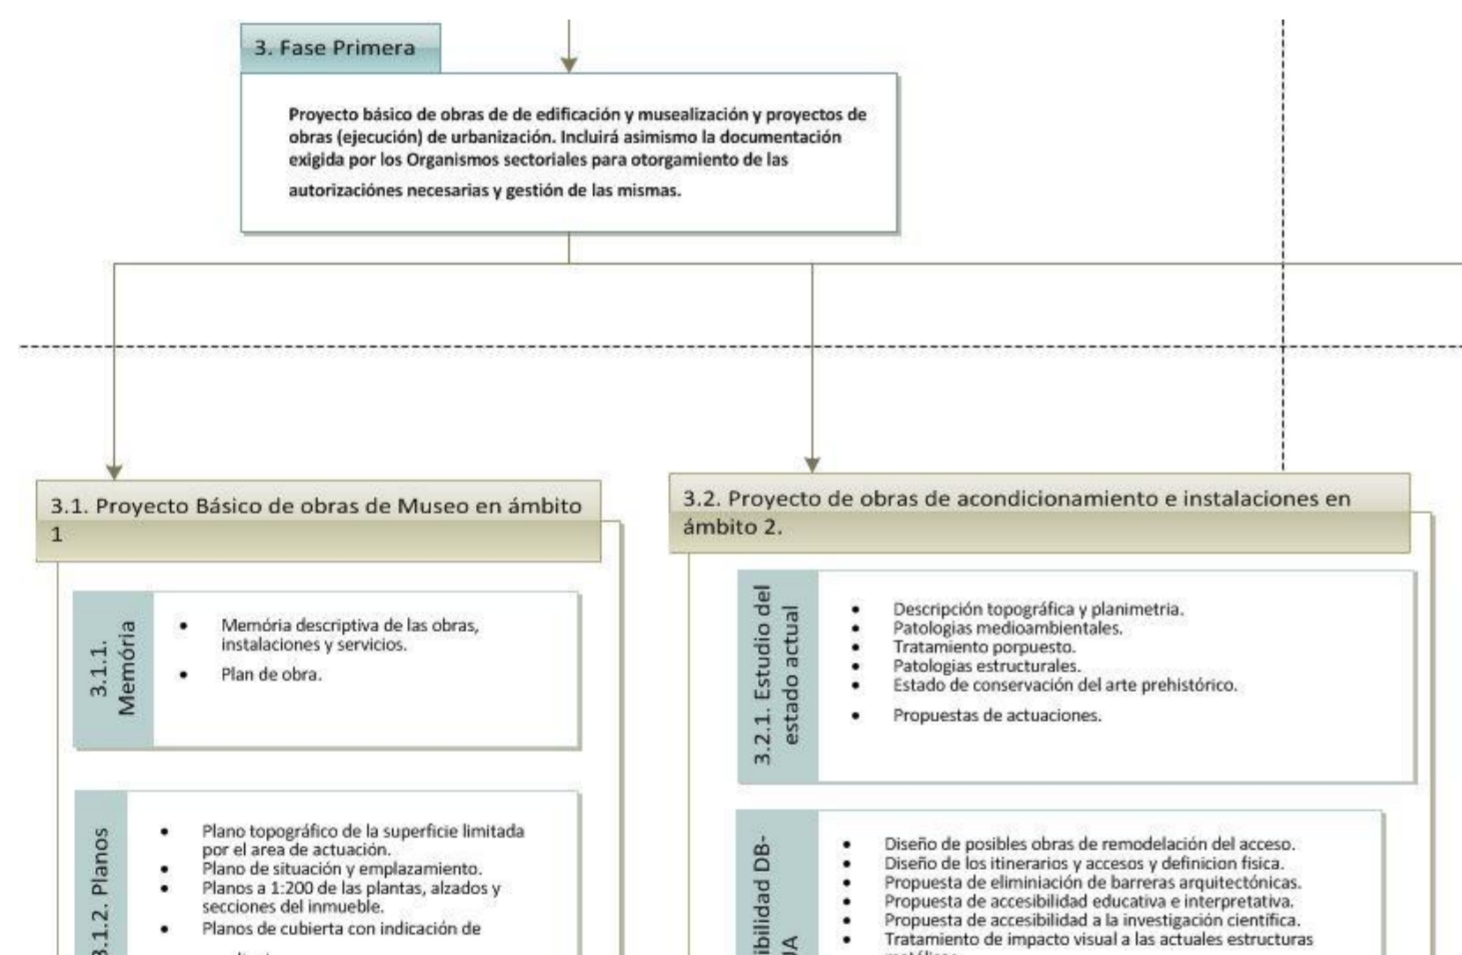 3. Fase Primera
Proyecto básico de obras de de edificación y musealización y proyectos de
obras (ejecución) de urbanización. Incluirá asimismo la documentación
exigida por los Organismos sectoriales para otorgamiento de las
autorizaciónes necesarias y gestión de las mismas.
3.1. Proyecto Básico de obras de Museo en ámbito
1
3.1.1.
Memória
• Memória descriptiva de las obras,
instalaciones y servicios.
• Plan de obra.
3.1.2. Planos
• Plano topográfico de la superficie limitada
por el area de actuación.
• Plano de situación y emplazamiento.
• Planos a 1:200 de las plantas, alzados y
secciones del inmueble.
• Planos de cubierta con indicación de
3.2. Proyecto de obras de acondicionamiento e instalaciones en
ámbito 2.
3.2.1. Estudio del
estado actual
• Descripción topográfica y planimetria.
• Patologias medioambientales.
• Tratamiento porpuesto.
• Patologias estructurales.
• Estado de conservación del arte prehistórico.
• Propuestas de actuaciones.
ibilidad DB-
UA
• Diseño de posibles obras de remodelación del acceso.
• Diseño de los itinerarios y accesos y definicion fisica.
• Propuesta de eliminiación de barreras arquitectónicas.
• Propuesta de accesibilidad educativa e interpretativa.
• Propuesta de accesibilidad a la investigación científica.
• Tratamiento de impacto visual a las actuales estructuras